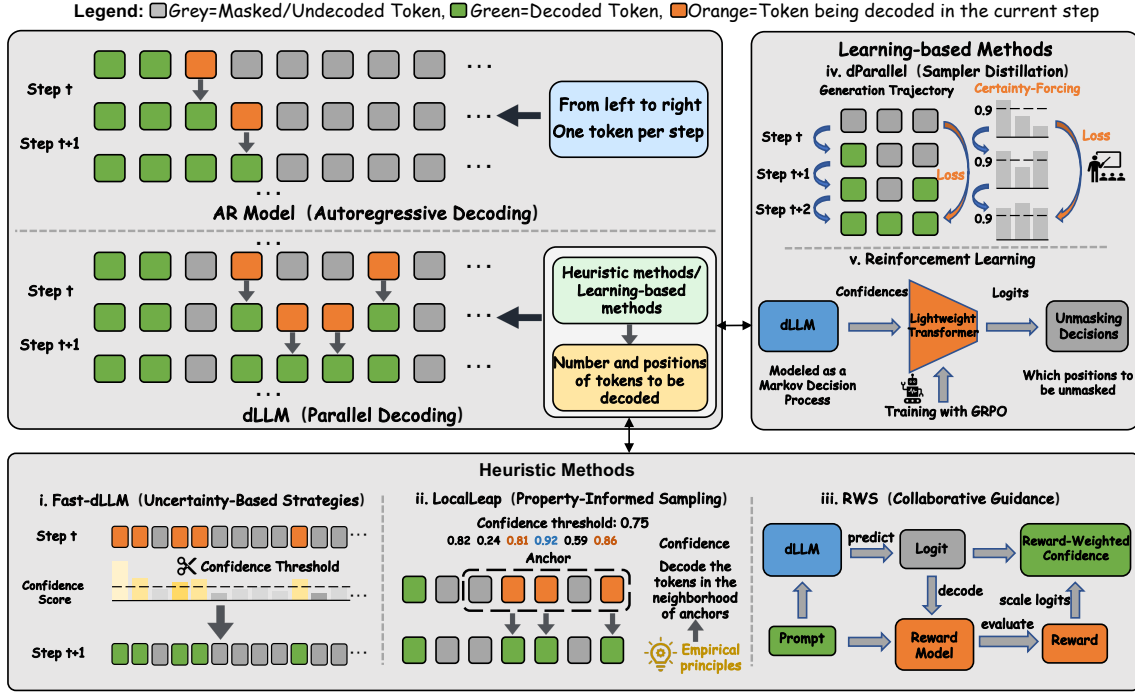 Legend: Grey=Masked/Undecoded Token, Green=Decoded Token, Orange=Token being decoded in the current step
Step t
Step t+1
...
...
...
...
From left to right
One token per step
AR Model (Autoregressive Decoding)
...
Step t
Step t+1
...
...
...
...
Heuristic methods/
Learning-based
methods
Number and positions
of tokens to be
decoded
dLLM (Parallel Decoding)
Learning-based Methods
iv. dParallel (Sampler Distillation)
Generation Trajectory
Certainty-Forcing
Step t
Step t+1
Step t+2
Loss
0.9
0.9
0.9
Loss
v. Reinforcement Learning
dLLM
Confidences
Lightweight
Transformer
Logits
Unmasking
Decisions
Modeled as a
Markov Decision
Process
Training with GRPO
Which positions to
be unmasked
Heuristic Methods
i. Fast-dLLM (Uncertainty-Based Strategies)
Step t
...
Confidence Threshold
Confidence
Score
...
Step t+1
...
ii. LocalLeap (Property-Informed Sampling)
Confidence threshold: 0.75
0.82 0.24 0.81 0.92 0.59 0.86
Confidence
Anchor
Decode the
tokens in the
neighborhood
of anchors
Empirical
principles
iii. RWS (Collaborative Guidance)
dLLM
predict
Logit
Reward-Weighted
Confidence
decode
scale logits
Prompt
Reward
Model
evaluate
Reward